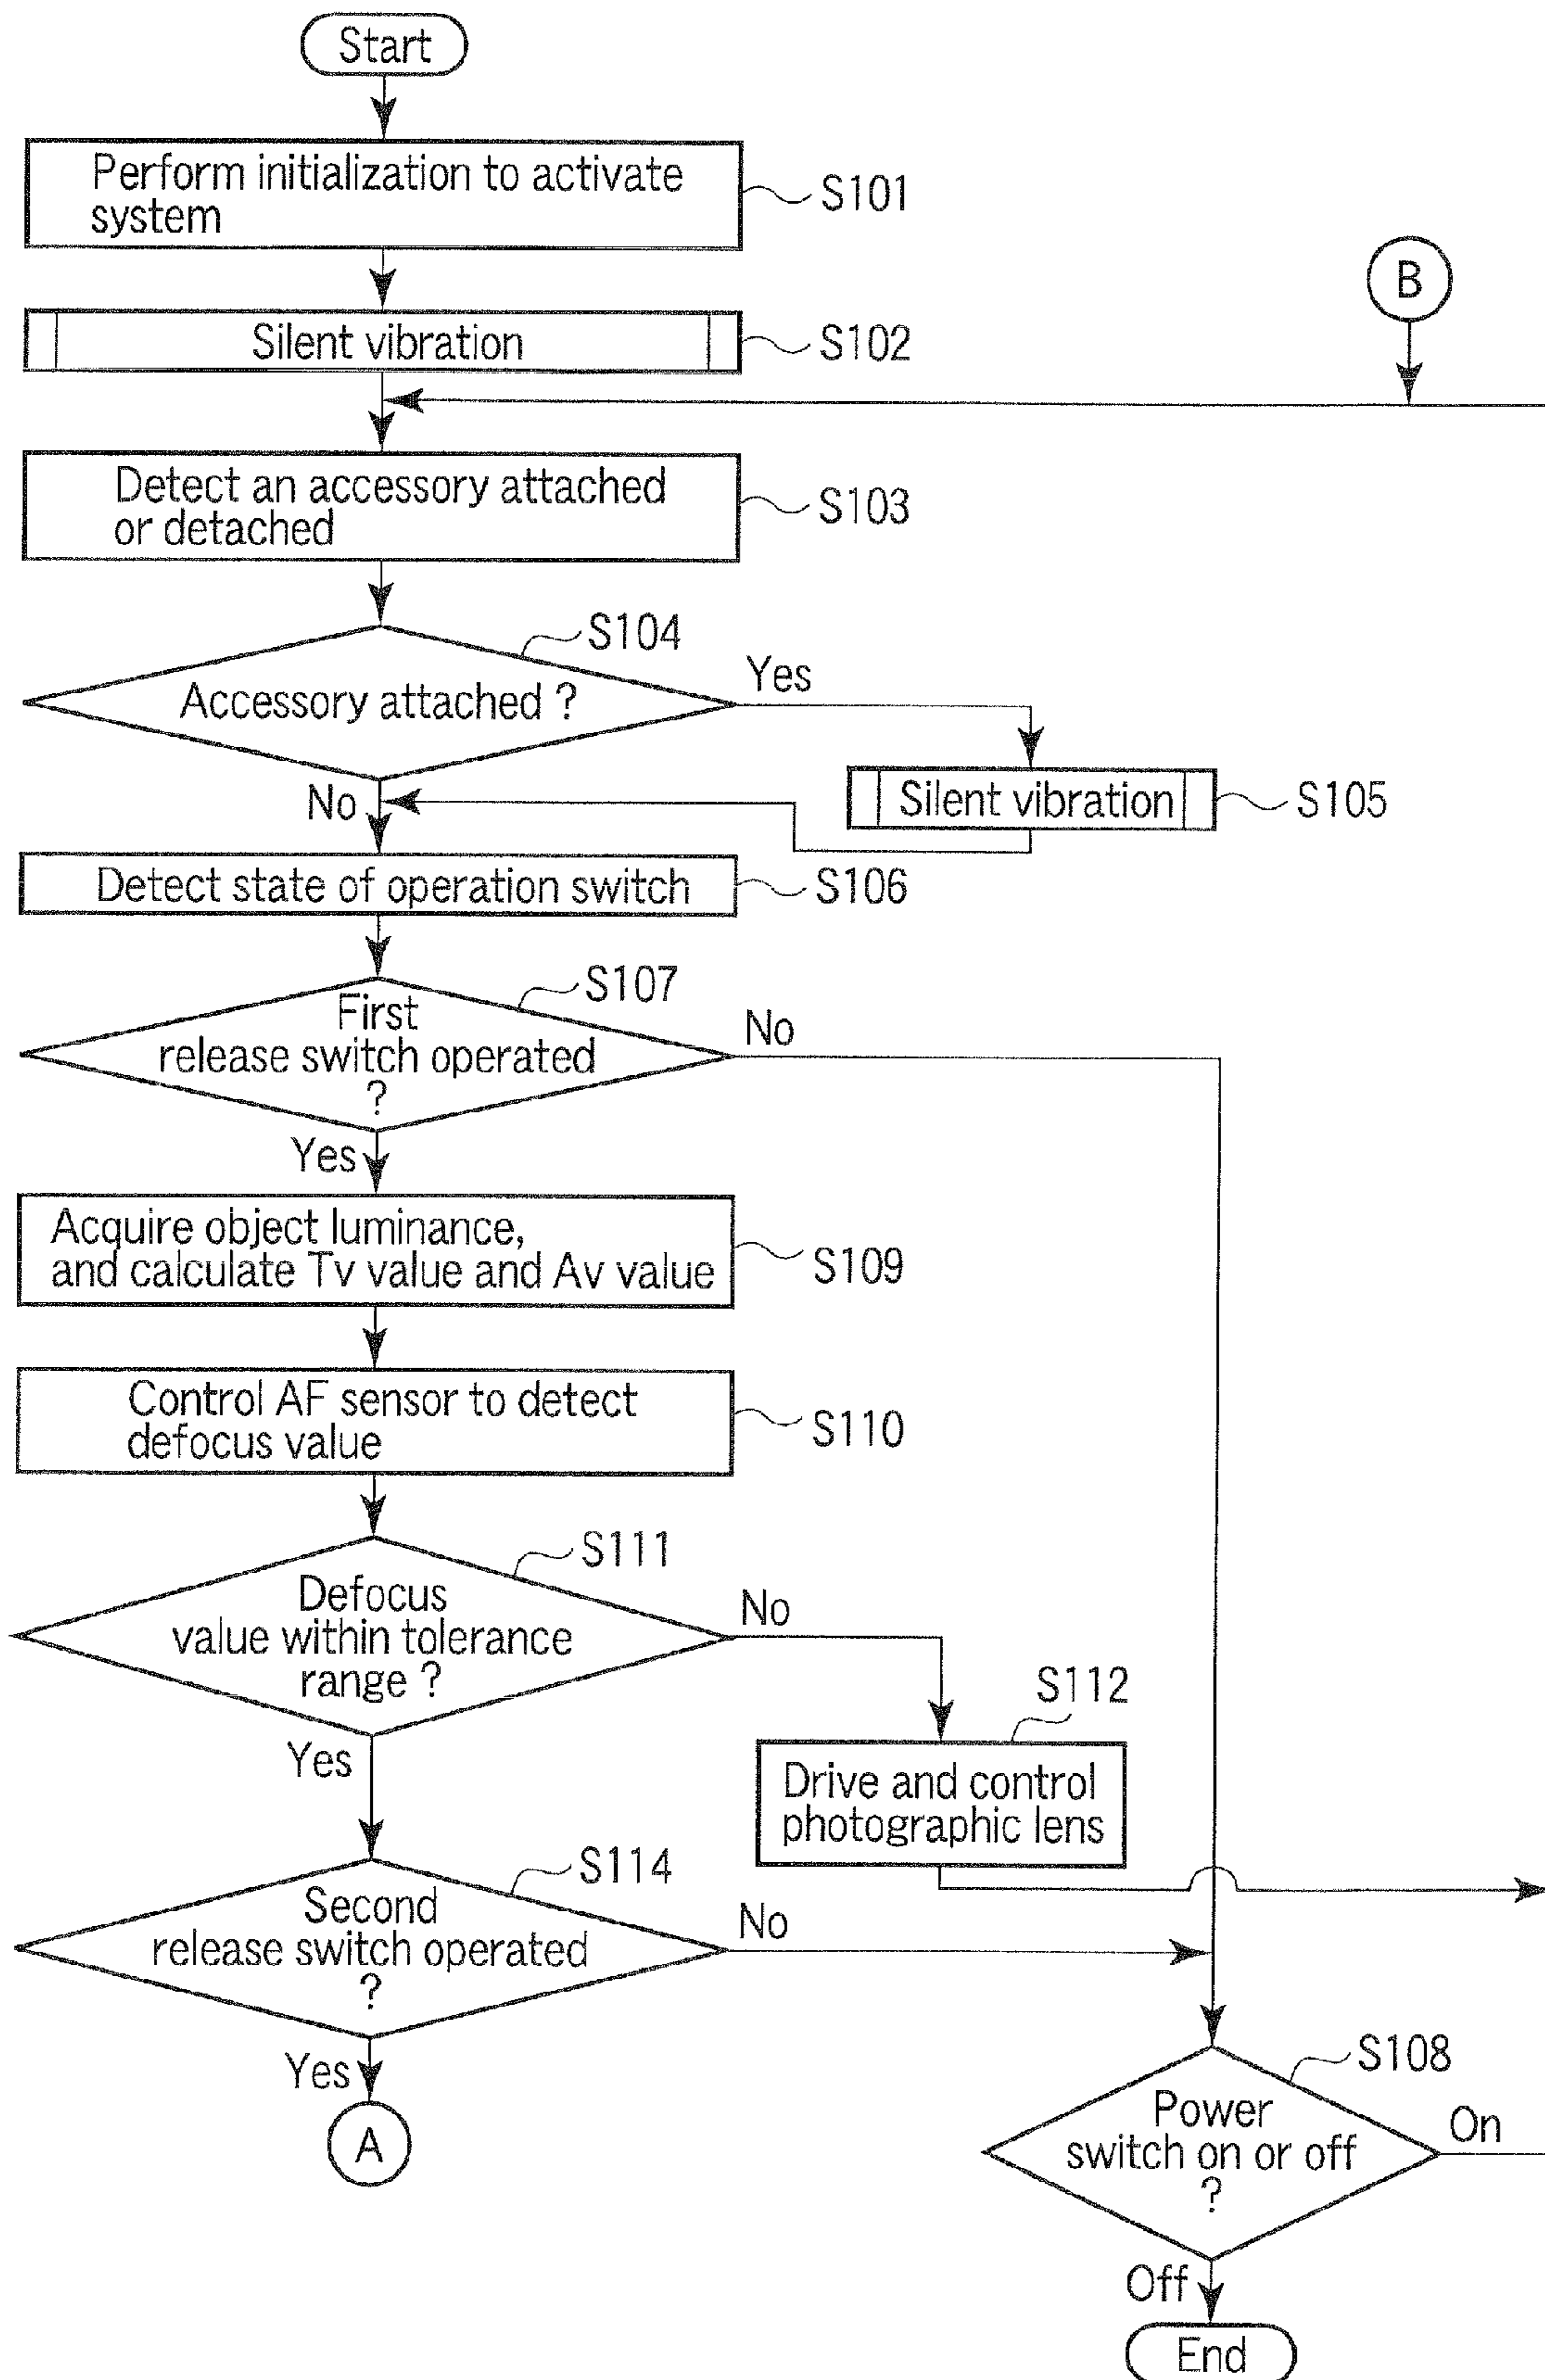 Start
Perform initialization to activate
system
S101
B
Silent vibration
S102
Detect an accessory attached
or detached
S103
S104
Accessory attached ?
Yes
No
Silent vibration
S105
Detect state of operation switch
S106
S107
First
release switch operated
?
No
Yes
Acquire object luminance,
and calculate Tv value and Av value
S109
Control AF sensor to detect
defocus value
S110
S111
Defocus
value within tolerance
range ?
No
Yes
S112
Drive and control
photographic lens
S114
Second
release switch operated
?
No
Yes
A
S108
Power
switch on or off
?
On
Off
End